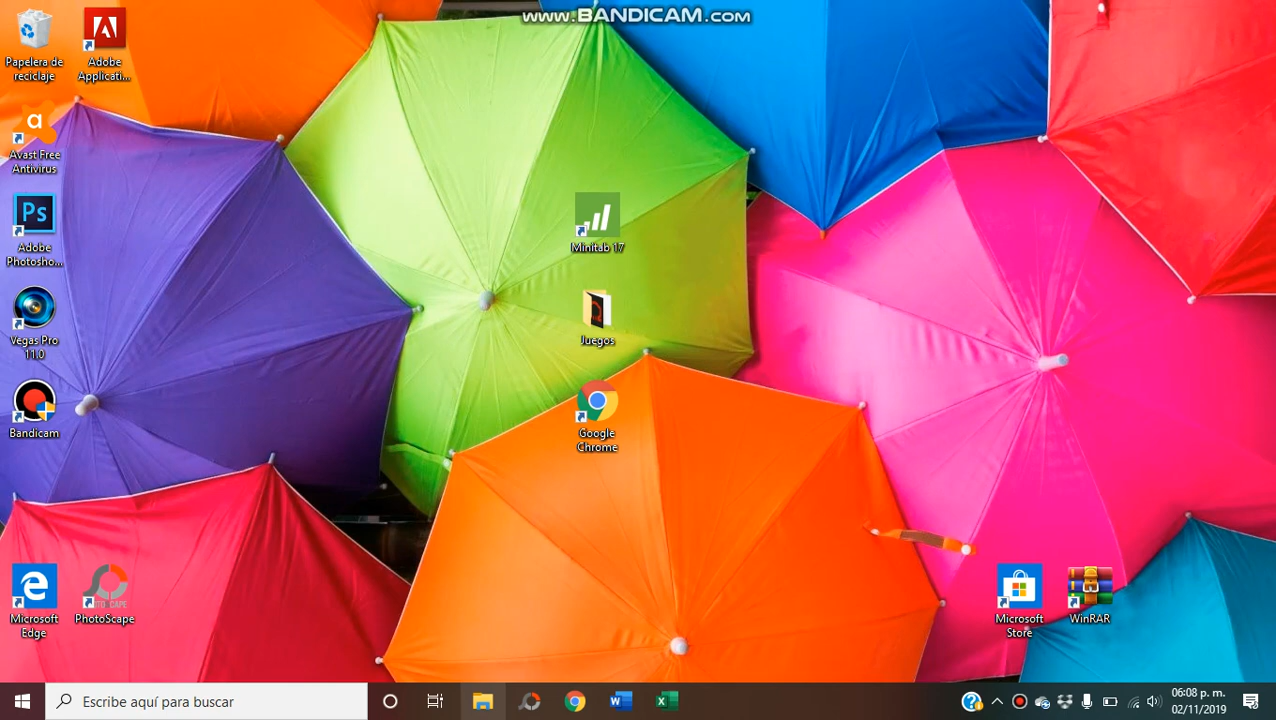 www.BANDICAM.com
Papelera de
reciclaje
Adobe
Applicati...
Avast Free
Antivirus
Ps
Adobe
Photosho...
Vegas Pro
11.0
Bandicam
Minitab 17
Juegos
Google
Chrome
Microsoft
Edge
PHOTOSCAPE
PhotoScape
Microsoft
Store
WinRAR
Escribe aquí para buscar
06:08 p. m.
02/11/2019